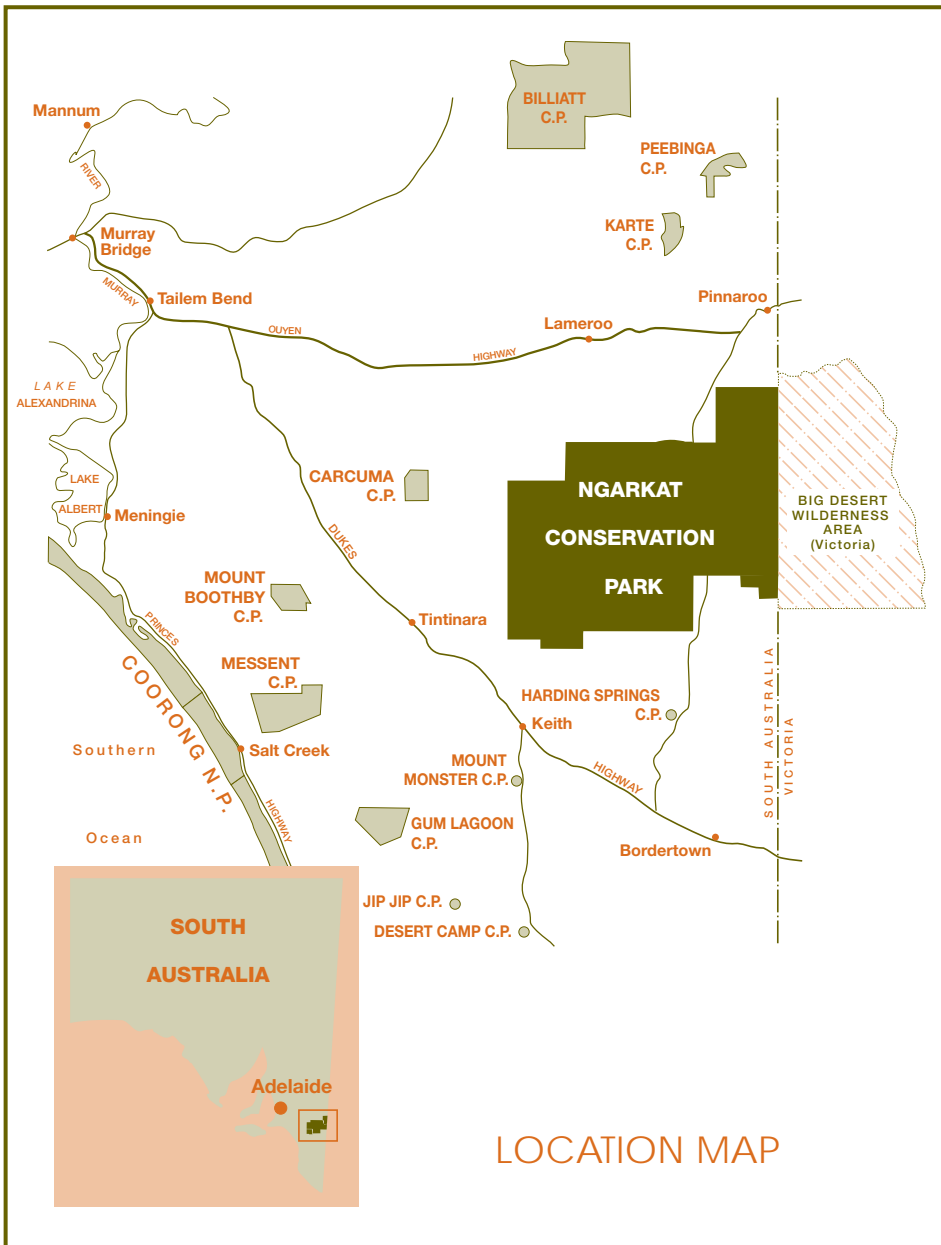 BILLIATT
C.P.
Mannum
PEEBINGA
C.P.
RIVER
KARTE
C.P.
Murray
Bridge
MURRAY
Tailem Bend
Pinnaroo
OUYEN
Lameroo
HIGHWAY
LAKE
ALEXANDRINA
CARCUMA
C.P.
LAKE
ALBERT
Meningie
NGARKAT
CONSERVATION
PARK
BIG DESERT
WILDERNESS
AREA
(Victoria)
DUKES
MOUNT
BOOTHBY
C.P.
PRINCES
Tintinara
MESSENT
C.P.
COORONG N.P.
HARDING SPRINGS
C.P.
SOUTH AUSTRALIA
VICTORIA
Keith
Southern
Salt Creek
MOUNT
MONSTER C.P.
HIGHWAY
HIGHWAY
GUM LAGOON
C.P.
Ocean
Bordertown
JIP JIP C.P.
DESERT CAMP C.P.
SOUTH
AUSTRALIA
Adelaide
LOCATION MAP